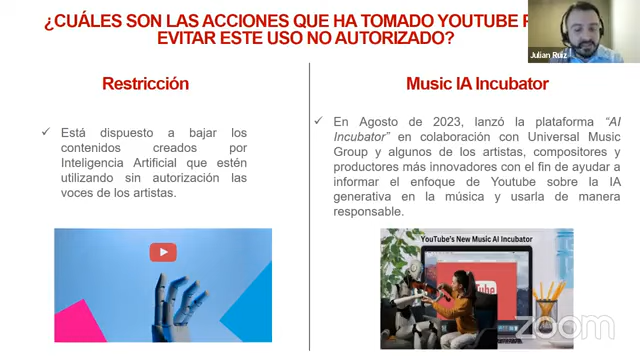 ¿CUÁLES SON LAS ACCIONES QUE HA TOMADO YOUTUBE
EVITAR ESTE USO NO AUTORIZADO?
Julian Ruiz
Restricción
Está dispuesto a bajar los
contenidos creados por
Inteligencia Artificial que estén
utilizando sin autorización las
voces de los artistas.
Music IA Incubator
En Agosto de 2023, lanzó la plataforma “AI
Incubator” en colaboración con Universal Music
Group y algunos de los artistas, compositores y
productores más innovadores con el fin de ayudar a
informar el enfoque de Youtube sobre la IA
generativa en la música y usarla de manera
responsable.
YouTube's New Music AI Incubator
zoom